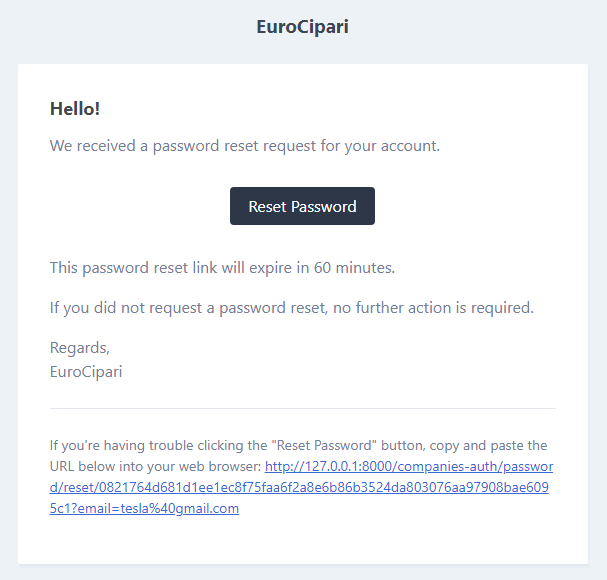 EuroCipari
Hello!
We received a password reset request for your account.
Reset Password
This password reset link will expire in 60 minutes.
If you did not request a password reset, no further action is required.
Regards,
EuroCipari
If you're having trouble clicking the "Reset Password" button, copy and paste the
URL below into your web browser: http://127.0.0.1:8000/companies-auth/passwor
d/reset/0821764d681d1ee1ec8f75faa6f2a8e6b86b3524da803076aa97908bae609
5c1?email=tesla%40gmail.com